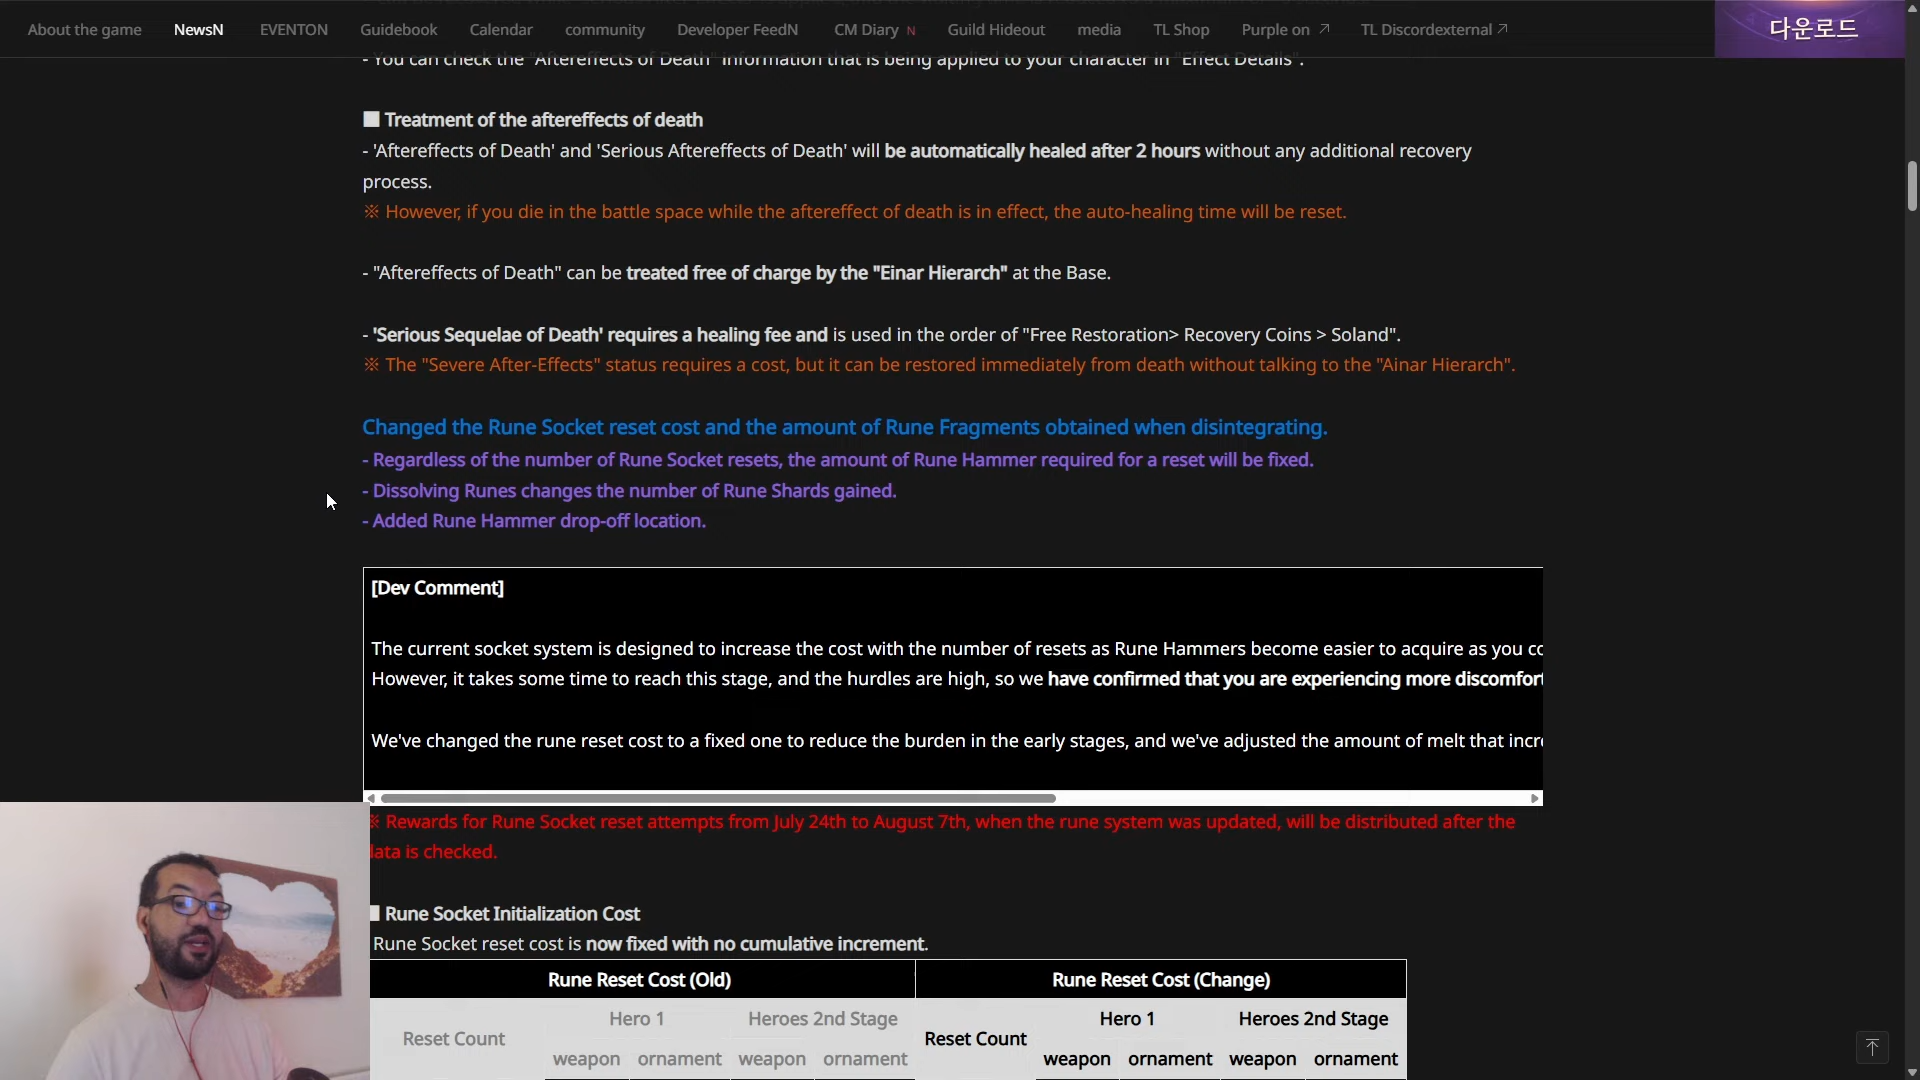 About the game NewsN EVENTON Guidebook Calendar community Developer FeedN CM Diary N Guild Hideout media TL Shop Purple on TL Discordexternal 다운로드
- You can check the "Aftereffects of Death" information that is being applied to your character in "Effect Details".
■ Treatment of the aftereffects of death
- 'Aftereffects of Death' and 'Serious Aftereffects of Death' will be automatically healed after 2 hours without any additional recovery
process.
※ However, if you die in the battle space while the aftereffect of death is in effect, the auto-healing time will be reset.
- "Aftereffects of Death" can be treated free of charge by the "Einar Hierarch" at the Base.
- 'Serious Sequelae of Death' requires a healing fee and is used in the order of "Free Restoration> Recovery Coins > Soland".
※ The "Severe After-Effects" status requires a cost, but it can be restored immediately from death without talking to the "Ainar Hierarch".
Changed the Rune Socket reset cost and the amount of Rune Fragments obtained when disintegrating.
- Regardless of the number of Rune Socket resets, the amount of Rune Hammer required for a reset will be fixed.
- Dissolving Runes changes the number of Rune Shards gained.
- Added Rune Hammer drop-off location.
[Dev Comment]
The current socket system is designed to increase the cost with the number of resets as Rune Hammers become easier to acquire as you co
However, it takes some time to reach this stage, and the hurdles are high, so we have confirmed that you are experiencing more discomfort
We've changed the rune reset cost to a fixed one to reduce the burden in the early stages, and we've adjusted the amount of melt that incre
※ Rewards for Rune Socket reset attempts from July 24th to August 7th, when the rune system was updated, will be distributed after the
data is checked.
■ Rune Socket Initialization Cost
Rune Socket reset cost is now fixed with no cumulative increment.
Rune Reset Cost (Old) Rune Reset Cost (Change)
Reset Count Hero 1 Heroes 2nd Stage Reset Count Hero 1 Heroes 2nd Stage
weapon ornament weapon ornament weapon ornament weapon ornament